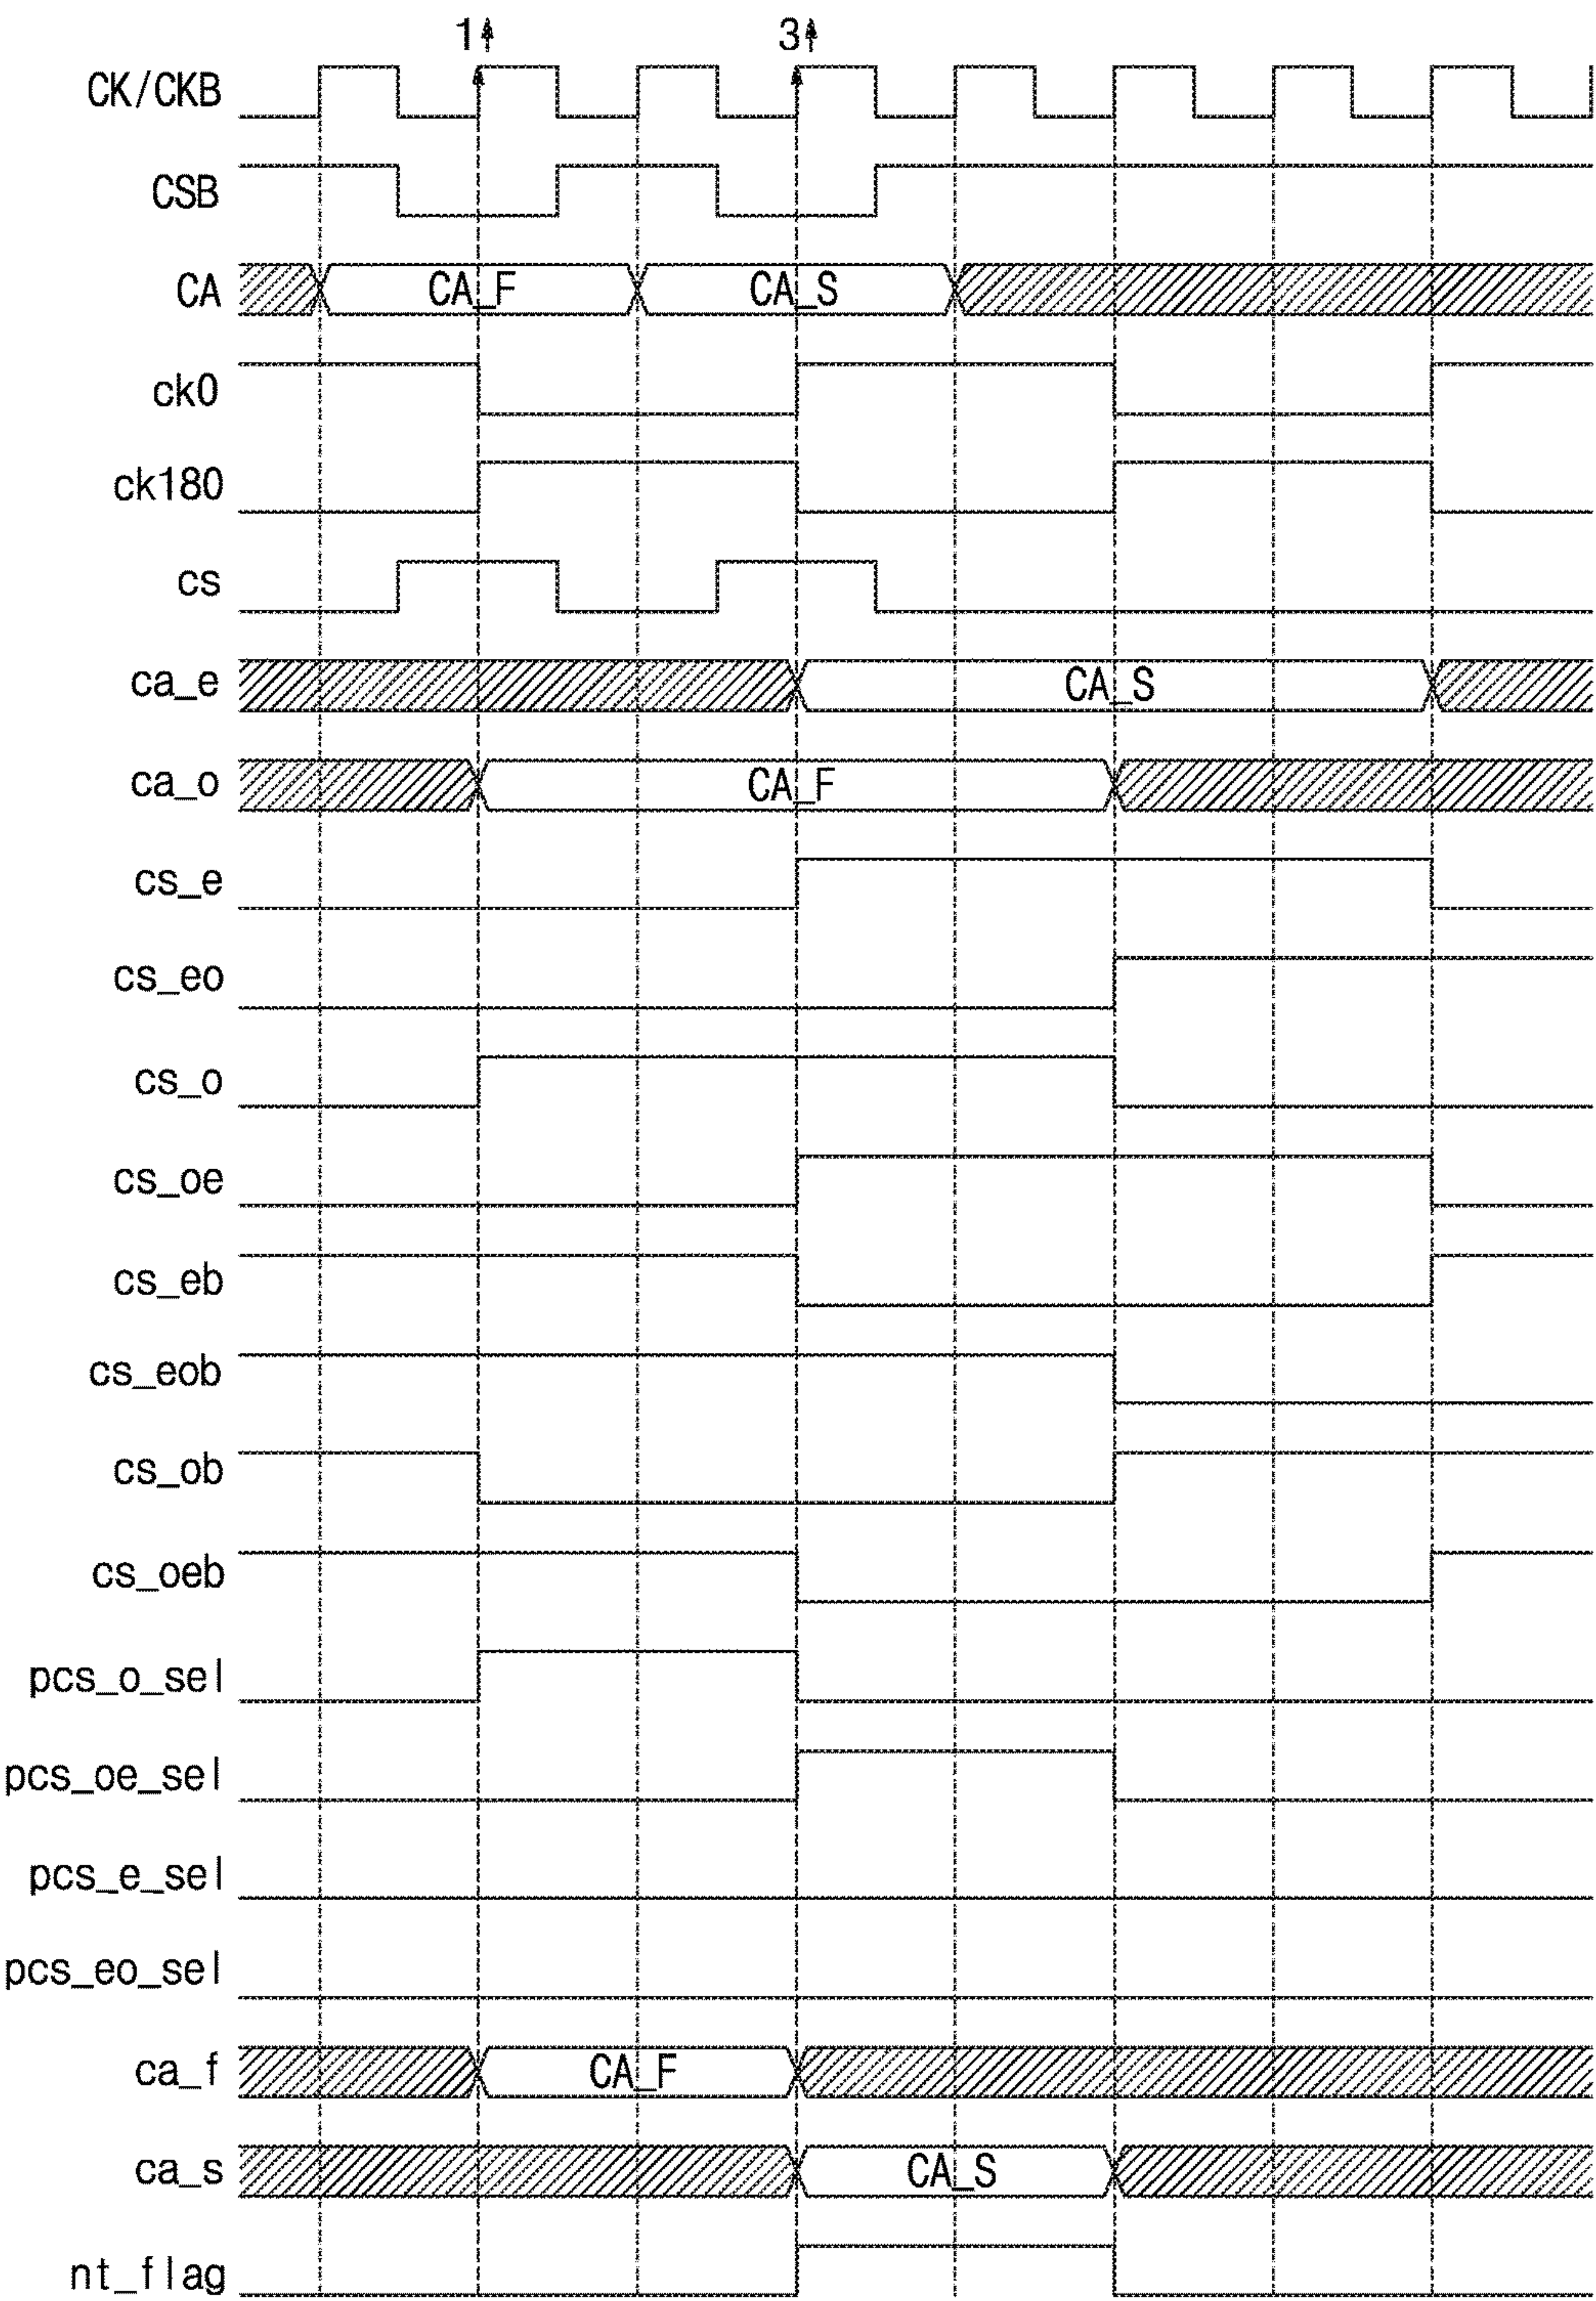 1 3
CK/CKB
CSB
CA CA_F CA_S
ck0
ck180
cs
ca_e CA_S
ca_o CA_F
cs_e
cs_eo
cs_o
cs_oe
cs_eb
cs_eob
cs_ob
cs_oeb
pcs_o_sel
pcs_oe_sel
pcs_e_sel
pcs_eo_sel
ca_f CA_F
ca_s CA_S
nt_flag